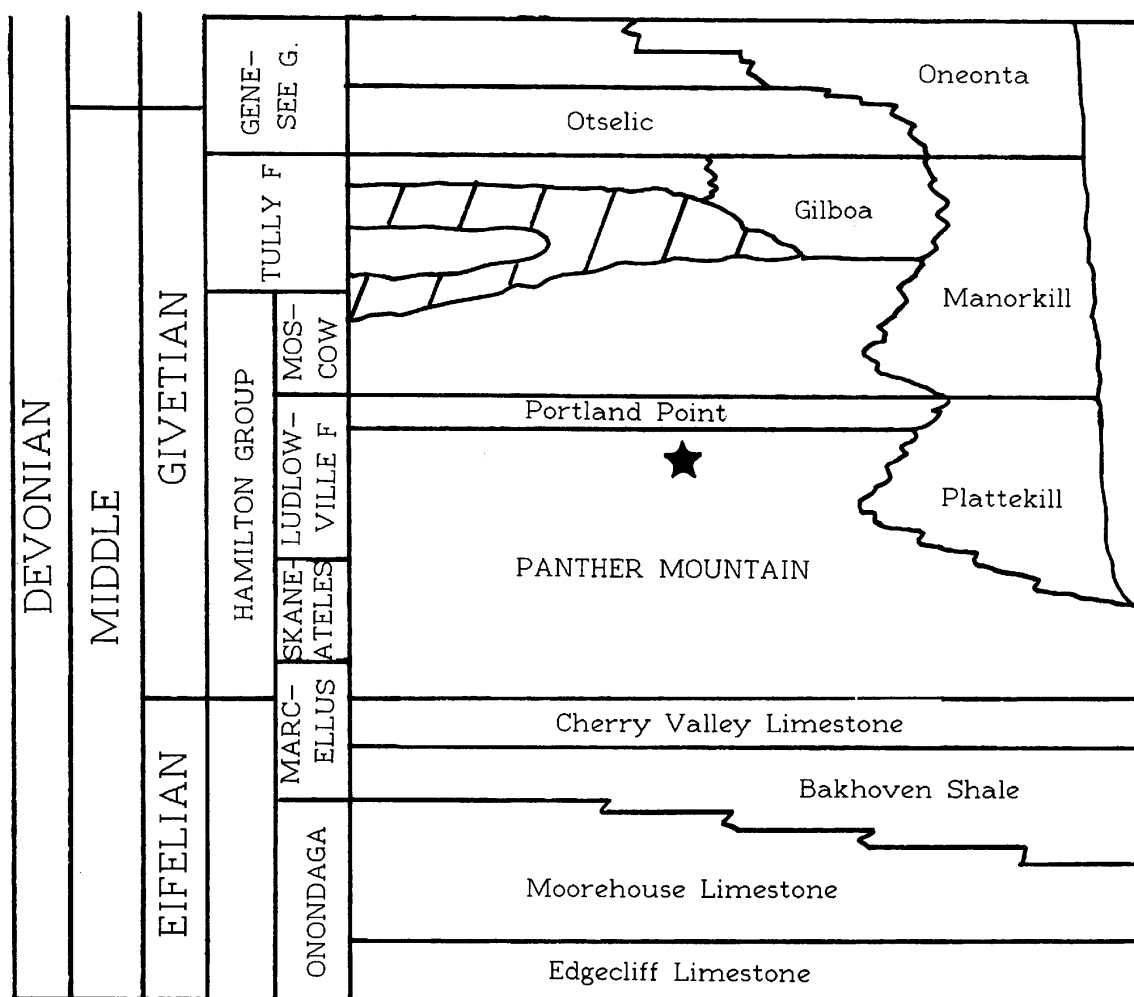 DEVONIAN
MIDDLE
GIVETIAN
EIFELIAN
GENE-
SEE G.
TULLY F
HAMILTON GROUP
MOS-
COW
LUDLOW-
VILLE F
SKANE-
ATELES
MARC-
ELLUS
ONONDAGA
Oneonta
Otselic
Gilboa
Manorkill
Portland Point
Plattekill
PANTHER MOUNTAIN
Cherry Valley Limestone
Bakhoven Shale
Moorehouse Limestone
Edgecliff Limestone